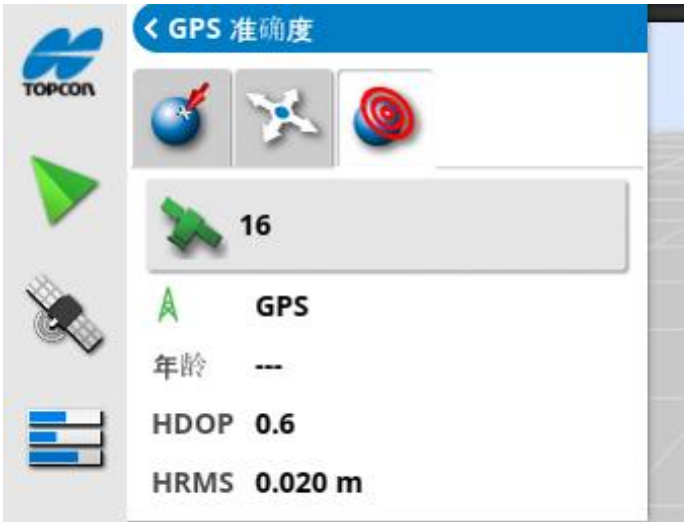 GPS 准确度
TOPCON
16
GPS
年龄 ---
HDOP 0.6
HRMS 0.020 m